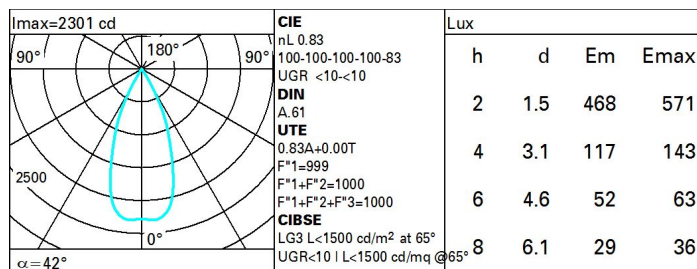 Imax=2301 cd
90°
180°
90°
2500
0°
α=42°
CIE
nL 0.83
100-100-100-100-83
UGR <10-<10
DIN
A.61
UTE
0.83A+0.00T
F"1=999
F"1+F"2=1000
F"1+F"2+F"3=1000
CIBSE
LG3 L<1500 cd/m² at 65°
UGR<10 | L<1500 cd/mq @65°
Lux
h d Em Emax
2 1.5 468 571
4 3.1 117 143
6 4.6 52 63
8 6.1 29 36